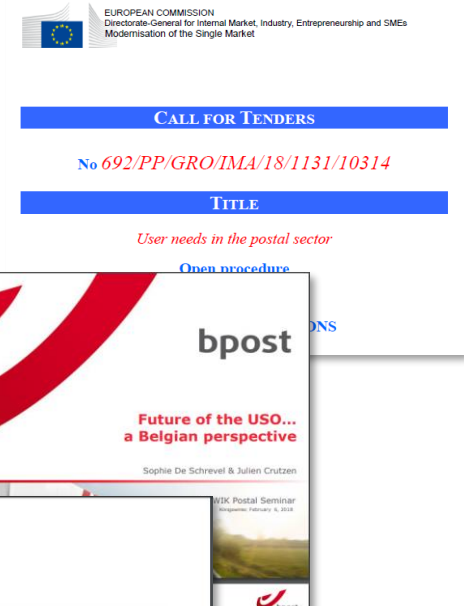 EUROPEAN COMMISSION
Directorate-General for Internal Market, Industry, Entrepreneurship and SMEs
Modernisation of the Single Market
CALL FOR TENDERS
No 692/PP/GRO/IMA/18/1131/10314
TITLE
User needs in the postal sector
Open procedure
ONS
bpost
Future of the USO...
a Belgian perspective
Sophie De Schrevel & Julien Crutzen
WIK Postal Seminar
Königswinter, February 6, 2019
bpost